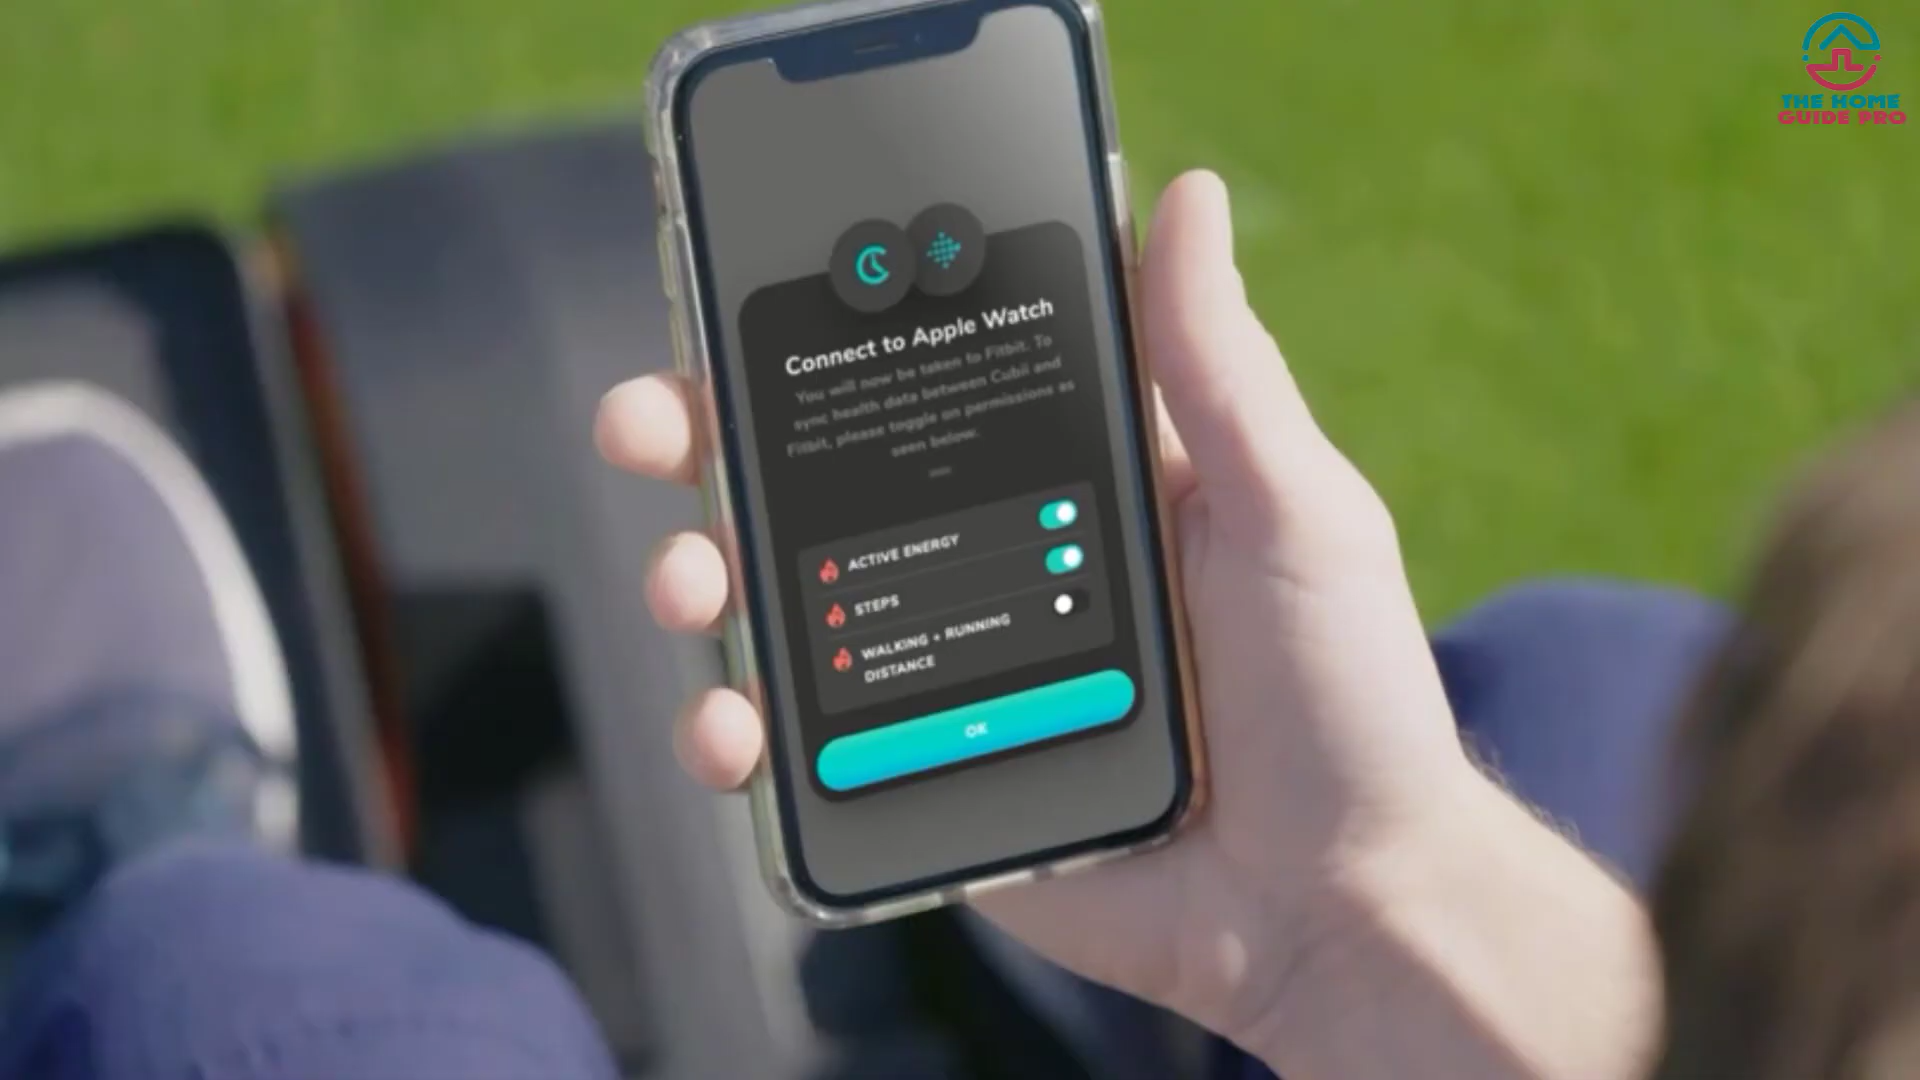 THE HOME
GUIDE PRO
Connect to Apple Watch
You will now be taken to Fitbit. To
sync health data between Cubii and
Fitbit, please toggle on permissions as
seen below.
ACTIVE ENERGY
STEPS
WALKING + RUNNING
DISTANCE
OK